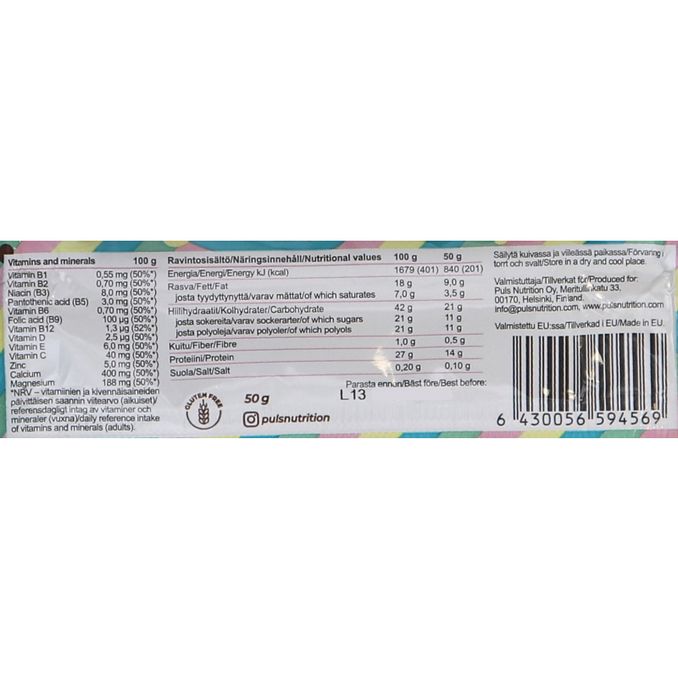 Vitamins and minerals 100 g
Vitamin B1 0,55 mg (50%*)
Vitamin B2 0,70 mg (50%*)
Niacin (B3) 8,0 mg (50%*)
Pantothenic acid (B5) 3,0 mg (50%*)
Vitamin B6 0,70 mg (50%*)
Folic acid (B9) 100 µg (50%*)
Vitamin B12 1,3 µg (52%*)
Vitamin D 2,5 µg (50%*)
Vitamin E 6,0 mg (50%*)
Vitamin C 40 mg (50%*)
Zinc 5,0 mg (50%*)
Calcium 400 mg (50%*)
Magnesium 188 mg (50%*)
*NRV – vitamiinien ja kivennäisaineiden
päivittäisen saannin viitearvo (aikuiset)/
referensdagligt intag av vitaminer och
mineraler (vuxna)/daily reference intake
of vitamins and minerals (adults).
Ravintosisältö/Näringsinnehåll/Nutritional values 100 g 50 g
Energia/Energi/Energy kJ (kcal) 1679 (401) 840 (201)
Rasva/Fett/Fat 18 g 9,0 g
josta tyydyttynyttä/varav mättat/of which saturates 7,0 g 3,5 g
Hiilihydraatit/Kolhydrater/Carbohydrate 42 g 21 g
josta sokereita/varav sockerarter/of which sugars 21 g 11 g
josta polyoleja/varav polyoler/of which polyols 21 g 11 g
Kuitu/Fiber/Fibre 1,0 g 0,5 g
Proteiini/Protein 27 g 14 g
Suola/Salt/Salt 0,20 g 0,10 g
Parasta ennen/Bäst före/Best before:
L13
GLUTEN FREE
50 g
pulsnutrition
Säilytä kuivassa ja viileässä paikassa/Förvaring i
torrt och svalt/Store in a dry and cool place.
Valmistuttaja/Tillverkat för/Produced for:
Puls Nutrition Oy, Meritullinkatu 33,
00170, Helsinki, Finland.
info@pulsnutrition.com, www.pulsnutrition.com
Valmistettu EU:ssa/Tillverkad i EU/Made in EU.
6 430056 594569